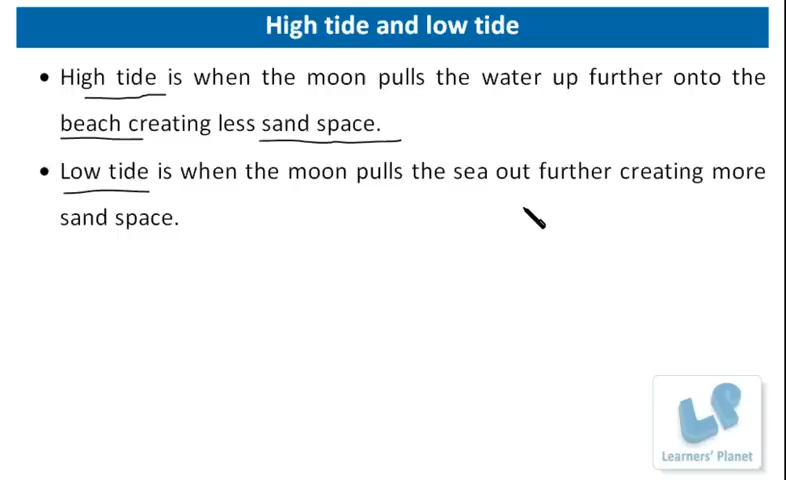 High tide and low tide
• High tide is when the moon pulls the water up further onto the
beach creating less sand space.
• Low tide is when the moon pulls the sea out further creating more
sand space.
LP
Learners' Planet